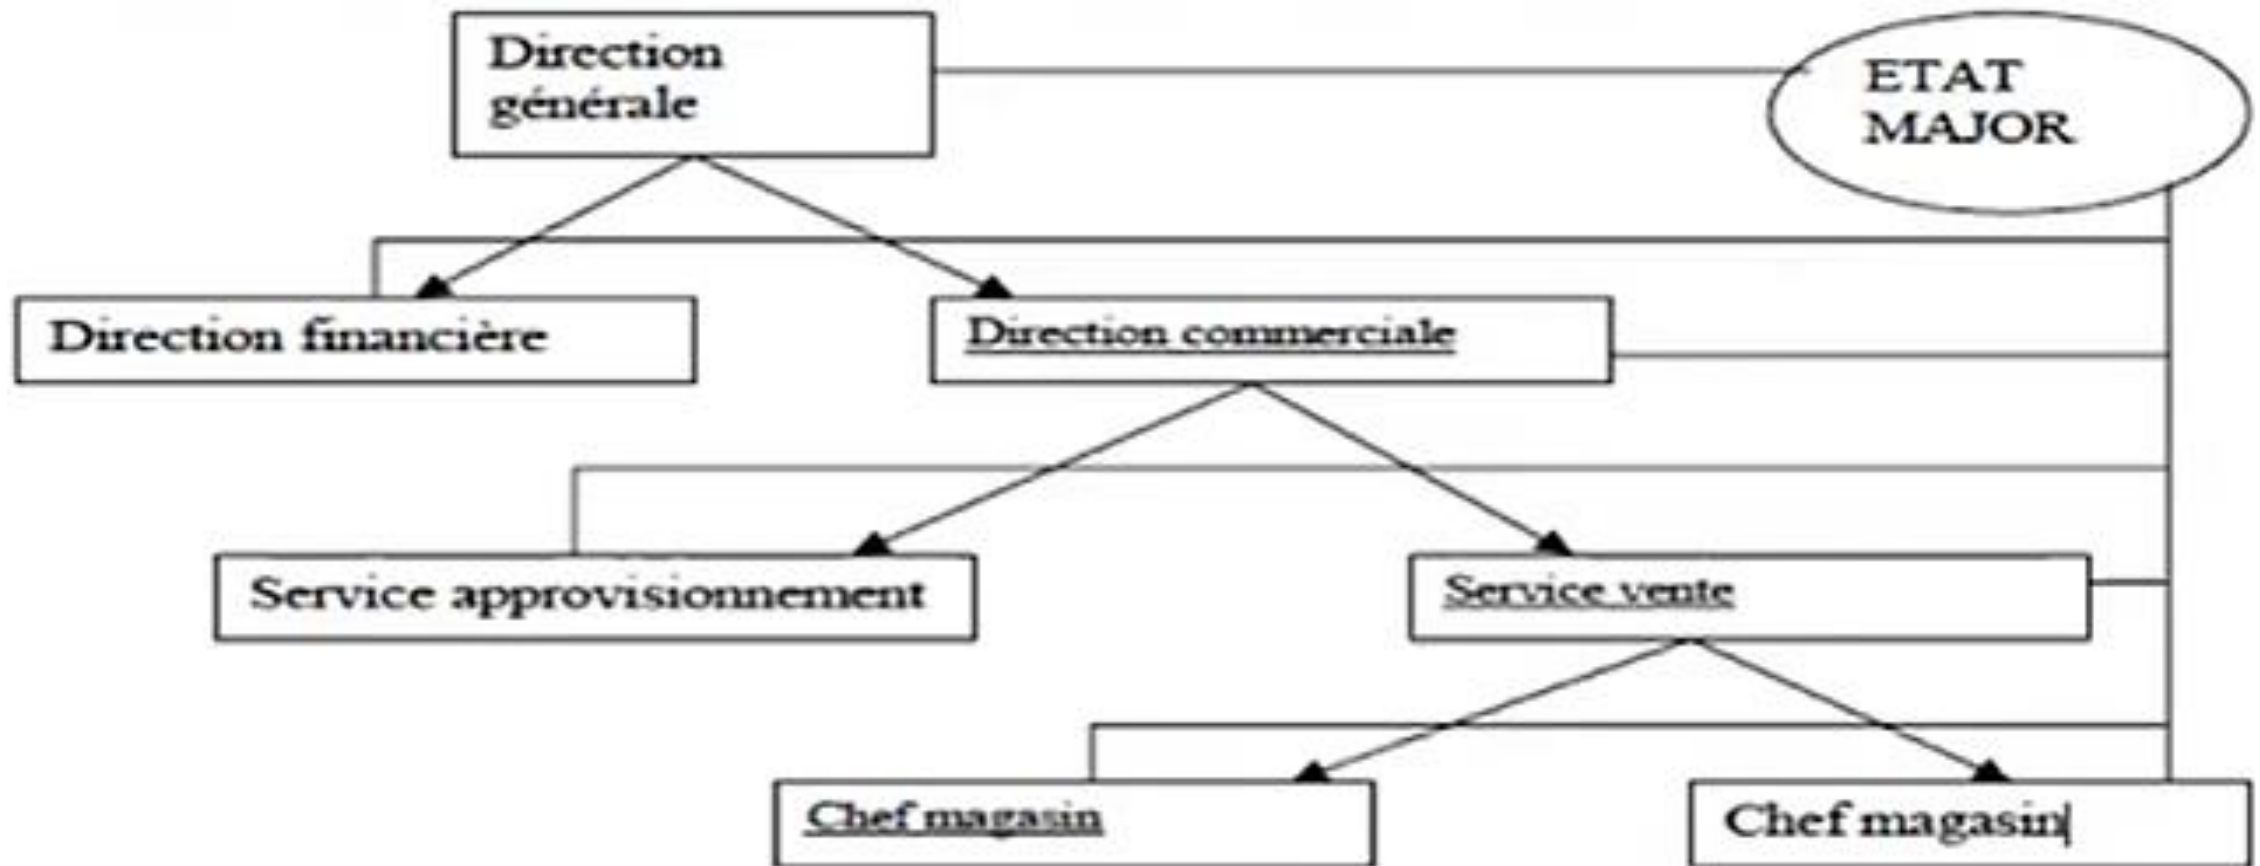 Direction
générale
ETAT
MAJOR
Direction financière
Direction commerciale
Service approvisionnement
Service vente
Chef magasin
Chef magasin